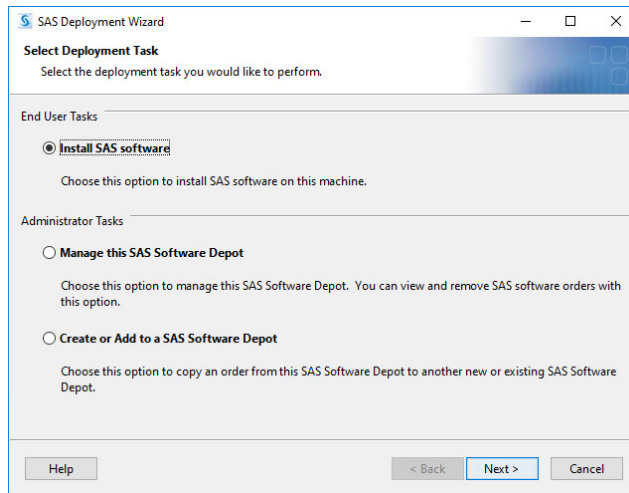 SAS Deployment Wizard
Select Deployment Task
Select the deployment task you would like to perform.
End User Tasks
Install SAS software
Choose this option to install SAS software on this machine.
Administrator Tasks
Manage this SAS Software Depot
Choose this option to manage this SAS Software Depot.  You can view and remove SAS software orders with
this option.
Create or Add to a SAS Software Depot
Choose this option to copy an order from this SAS Software Depot to another new or existing SAS Software
Depot.
Help
< Back
Next >
Cancel